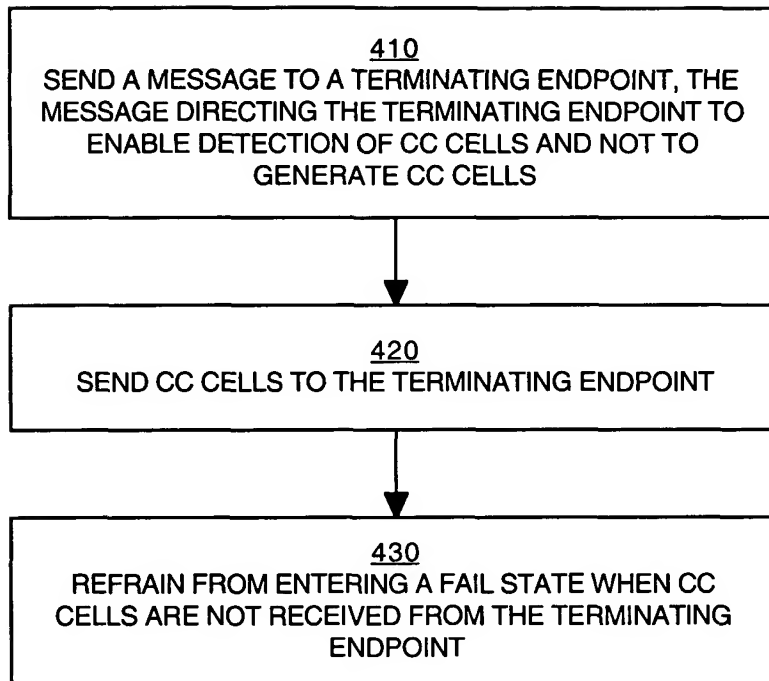 410
SEND A MESSAGE TO A TERMINATING ENDPOINT, THE
MESSAGE DIRECTING THE TERMINATING ENDPOINT TO
ENABLE DETECTION OF CC CELLS AND NOT TO
GENERATE CC CELLS
420
SEND CC CELLS TO THE TERMINATING ENDPOINT
430
REFRAIN FROM ENTERING A FAIL STATE WHEN CC
CELLS ARE NOT RECEIVED FROM THE TERMINATING
ENDPOINT